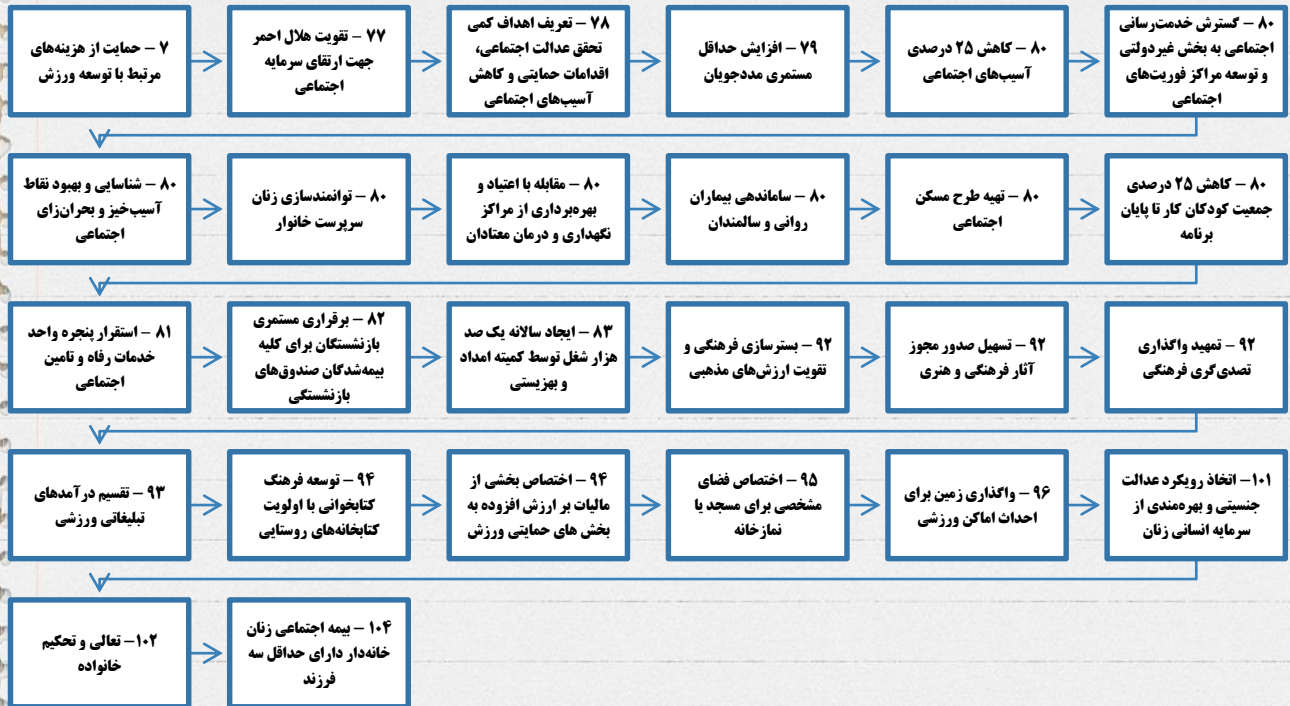 ۷ – حمایت از هزینه‌های
مرتبط با توسعه ورزش
۷۷ – تقویت هلال احمر
جهت ارتقای سرمایه
اجتماعی
۷۸ – تعریف اهداف کمی
تحقق عدالت اجتماعی،
اقدامات حمایتی و کاهش
آسیب‌های اجتماعی
۷۹ – افزایش حداقل
مستمری مددجویان
۸۰ – کاهش ۲۵ درصدی
آسیب‌های اجتماعی
۸۰ – گسترش خدمت‌رسانی
اجتماعی به بخش غیردولتی
و توسعه مراکز فوریت‌های
اجتماعی
۸۰ – شناسایی و بهبود نقاط
آسیب‌خیز و بحران‌زای
اجتماعی
۸۰ – توانمندسازی زنان
سرپرست خانوار
۸۰ – مقابله با اعتیاد و
بهره‌برداری از مراکز
نگهداری و درمان معتادان
۸۰ – ساماندهی بیماران
روانی و سالمندان
۸۰ – تهیه طرح مسکن
اجتماعی
۸۰ – کاهش ۲۵ درصدی
جمعیت کودکان کار تا پایان
برنامه
۸۱ – استقرار پنجره واحد
خدمات رفاه و تامین
اجتماعی
۸۲ – برقراری مستمری
بازنشستگان برای کلیه
بیمه‌شدگان صندوق‌های
بازنشستگی
۸۳ – ایجاد سالانه یک صد
هزار شغل توسط کمیته امداد
و بهزیستی
۹۲ – بسترسازی فرهنگی و
تقویت ارزش‌های مذهبی
۹۲ – تسهیل صدور مجوز
آثار فرهنگی و هنری
۹۲ – تمهید واگذاری
تصدی‌گری فرهنگی
۹۳ – تقسیم درآمدهای
تبلیغاتی ورزشی
۹۴ – توسعه فرهنگ
کتابخوانی با اولویت
کتابخانه‌های روستایی
۹۴ – اختصاص بخشی از
مالیات بر ارزش افزوده به
بخش های حمایتی ورزش
۹۵ – اختصاص فضای
مشخصی برای مسجد یا
نمازخانه
۹۶ – واگذاری زمین برای
احداث اماکن ورزشی
۱۰۱– اتخاذ رویکرد عدالت
جنسیتی و بهره‌مندی از
سرمایه انسانی زنان
۱۰۲– تعالی و تحکیم
خانواده
۱۰۴ – بیمه اجتماعی زنان
خانه‌دار دارای حداقل سه
فرزند